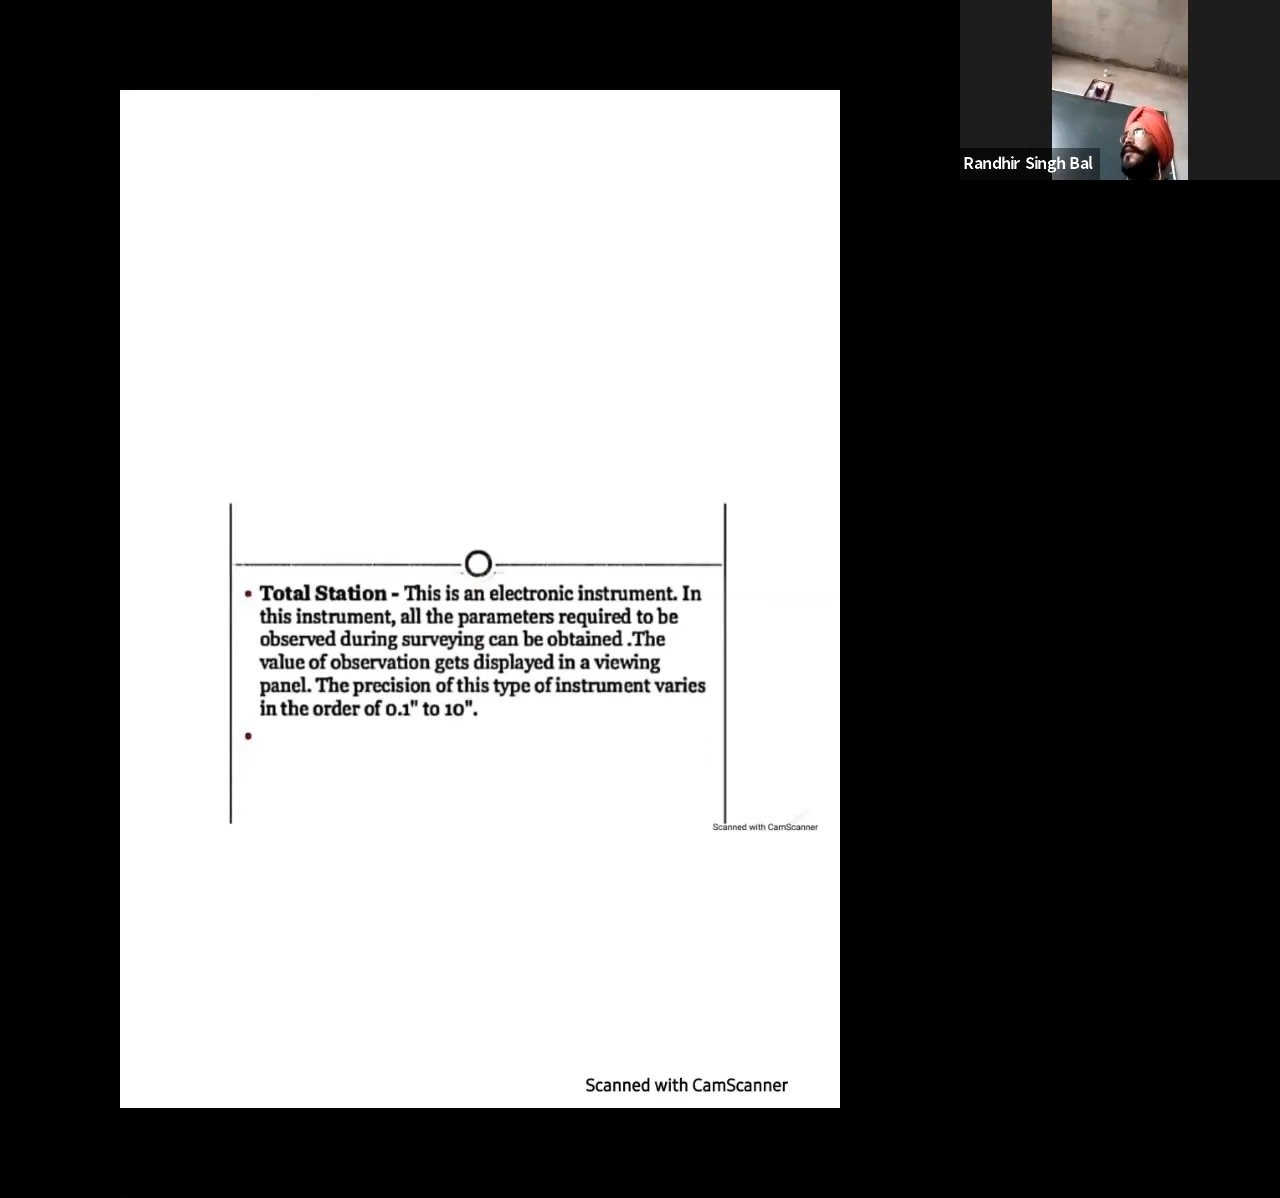 Randhir Singh Bal
• Total Station - This is an electronic instrument. In
this instrument, all the parameters required to be
observed during surveying can be obtained .The
value of observation gets displayed in a viewing
panel. The precision of this type of instrument varies
in the order of 0.1" to 10".
•
Scanned with CamScanner
Scanned with CamScanner